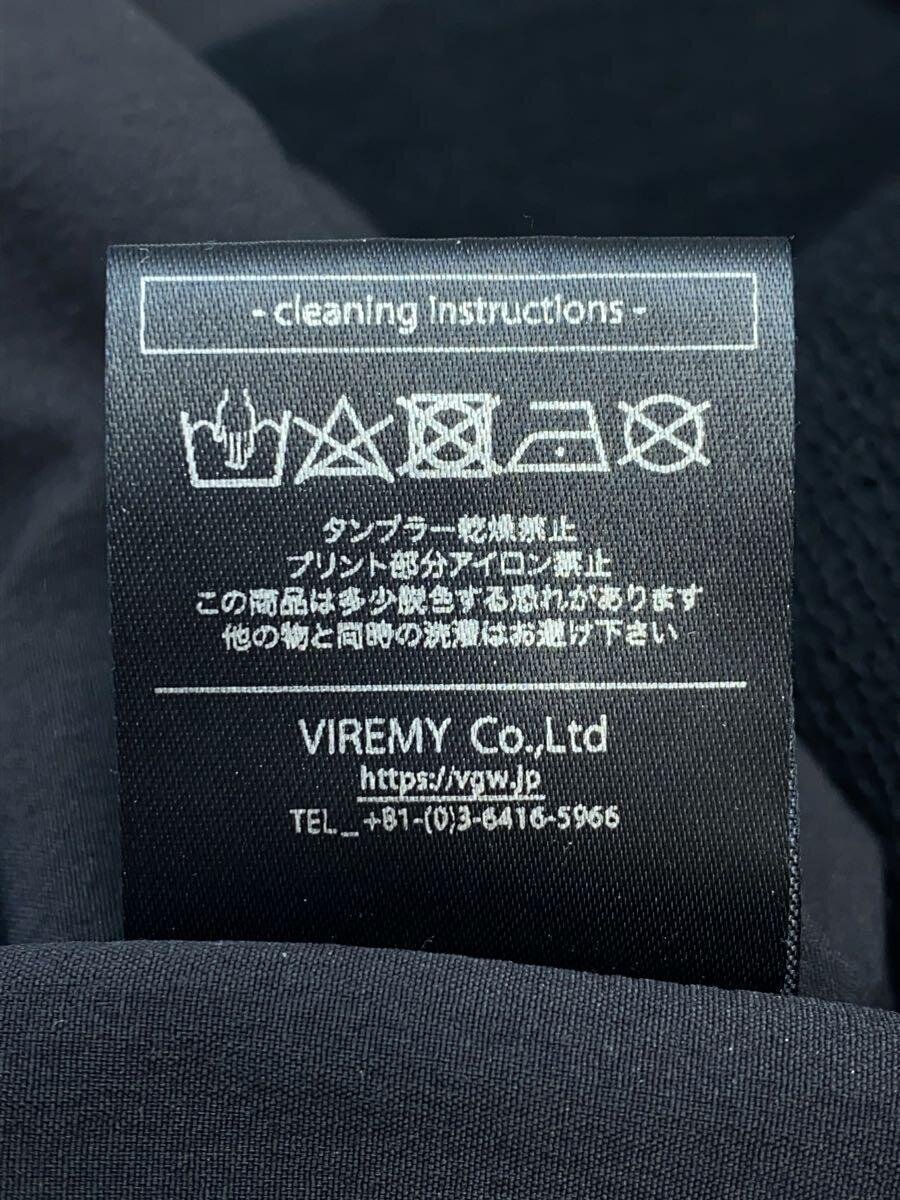 - cleaning instructions -
タンブラー乾燥禁止
プリント部分アイロン禁止
この商品は多少脱色する恐れがあります
他の物と同時の洗濯はお避け下さい
VIREMY Co.,Ltd
https://vgw.jp
TEL_ +81-(0)3-6416-5966